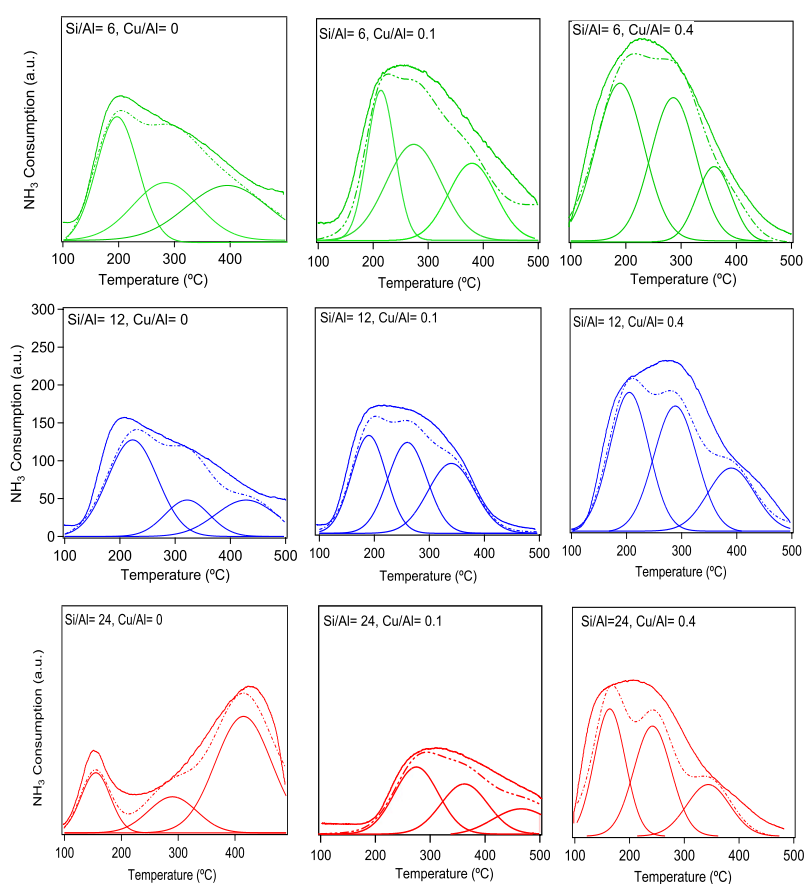 Si/Al= 6, Cu/Al= 0
Si/Al= 6, Cu/Al= 0.1
Si/Al= 6, Cu/Al= 0.4
NH3 Consumption (a.u.)
100 200 300 400
100 200 300 400 500
100 200 300 400 500
Temperature (ºC)
Temperature (ºC)
Temperature (ºC)
Si/Al= 12, Cu/Al= 0
Si/Al= 12, Cu/Al= 0.1
Si/Al= 12, Cu/Al= 0.4
NH3 Consumption (a.u.)
300
250
200
150
100
50
0
100 200 300 400 500
100 200 300 400 500
100 200 300 400 500
Temperature (ºC)
Temperature (ºC)
Temperature (ºC)
Si/Al= 24, Cu/Al= 0
Si/Al= 24, Cu/Al= 0.1
Si/Al=24, Cu/Al= 0.4
NH3 Consumption (a.u.)
100 200 300 400
100 200 300 400 500
100 200 300 400 500
Temperature (ºC)
Temperature (ºC)
Temperature (ºC)